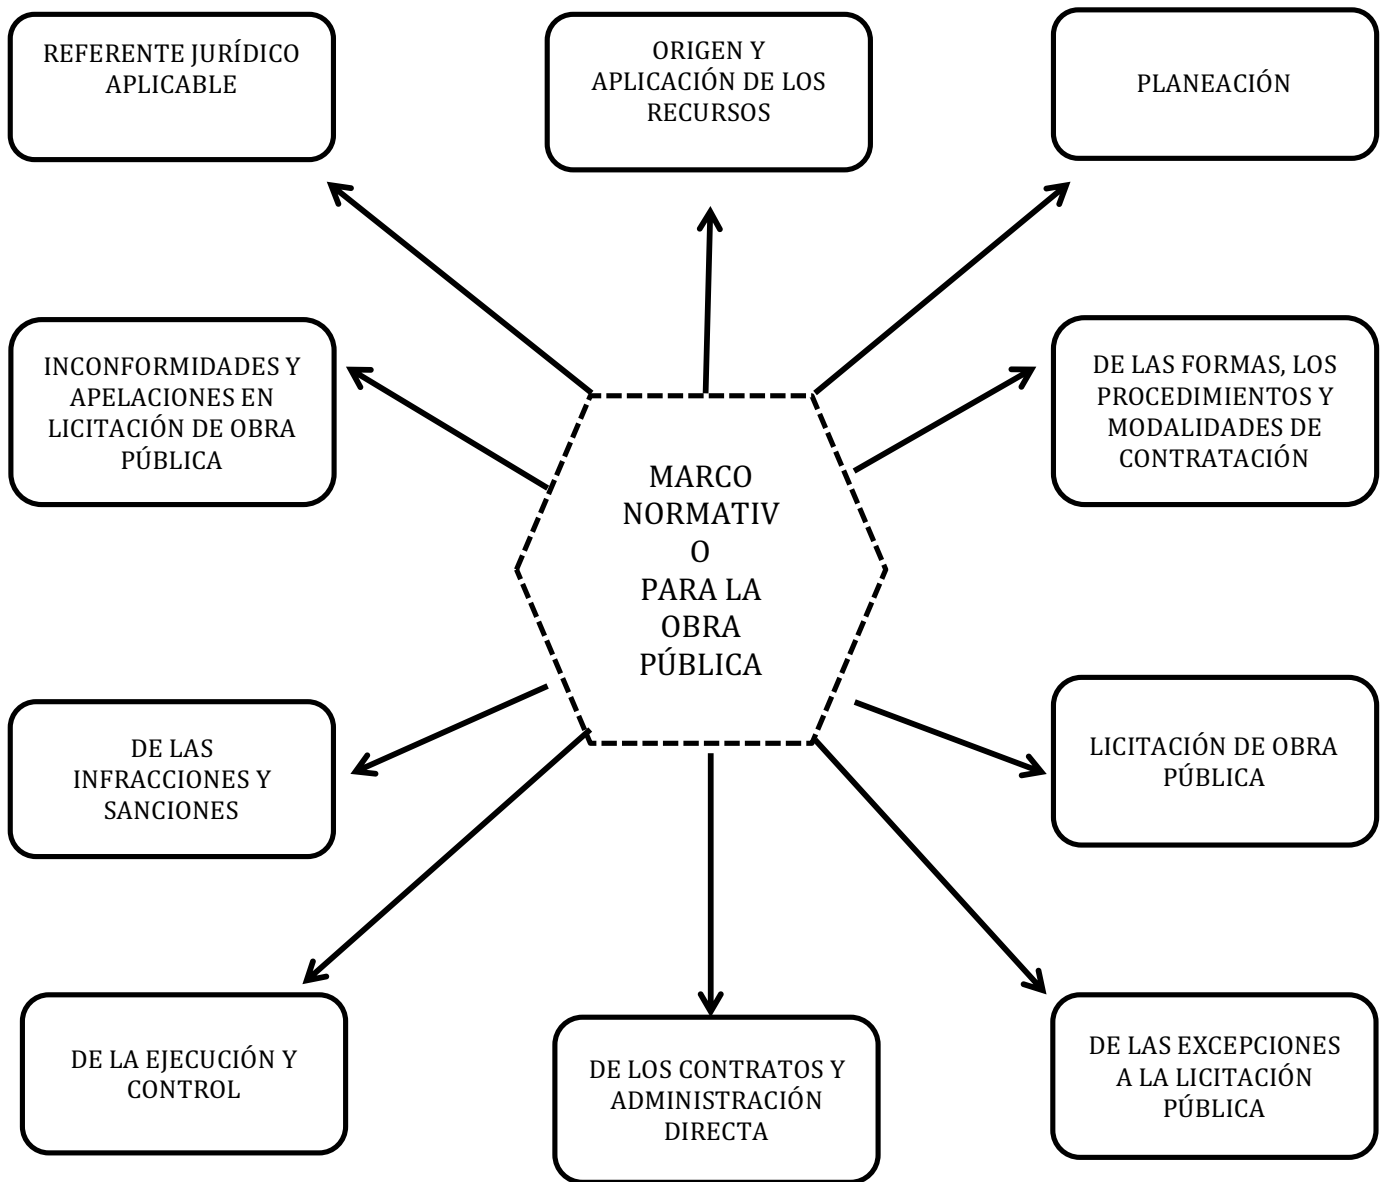 REFERENTE JURÍDICO
APLICABLE
ORIGEN Y
APLICACIÓN DE LOS
RECURSOS
PLANEACIÓN
INCONFORMIDADES Y
APELACIONES EN
LICITACIÓN DE OBRA
PÚBLICA
DE LAS FORMAS, LOS
PROCEDIMIENTOS Y
MODALIDADES DE
CONTRATACIÓN
MARCO
NORMATIV
O
PARA LA
OBRA
PÚBLICA
DE LAS
INFRACCIONES Y
SANCIONES
LICITACIÓN DE OBRA
PÚBLICA
DE LA EJECUCIÓN Y
CONTROL
DE LOS CONTRATOS Y
ADMINISTRACIÓN
DIRECTA
DE LAS EXCEPCIONES
A LA LICITACIÓN
PÚBLICA